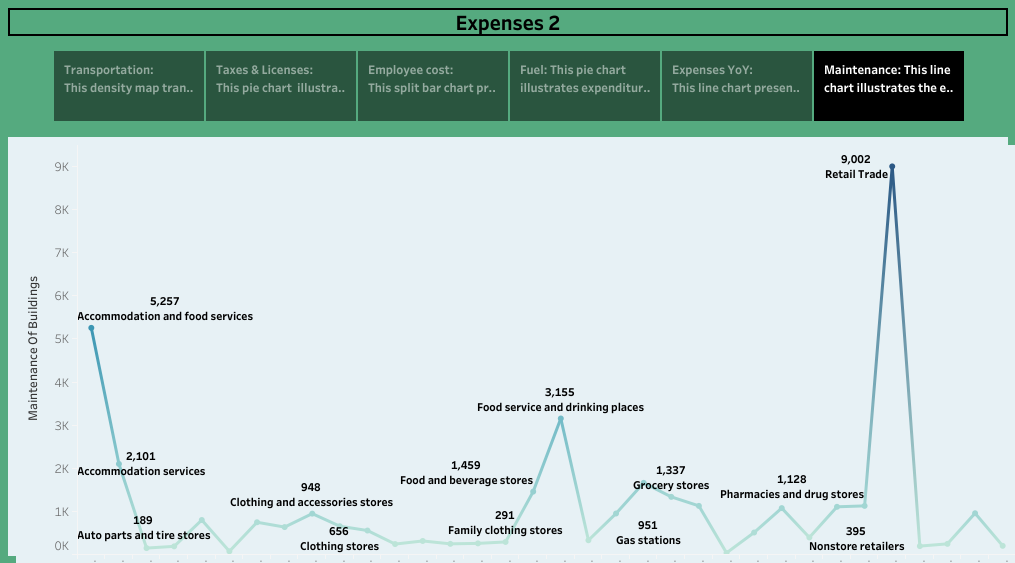 Expenses 2
Transportation:
This density map tran..
Taxes & Licenses:
This pie chart illustra..
Employee cost:
This split bar chart pr..
Fuel: This pie chart
illustrates expenditur..
Expenses YoY:
This line chart presen..
Maintenance: This line
chart illustrates the e..
Maintenance Of Buildings
9K
8K
7K
6K
5K
4K
3K
2K
1K
0K
9,002
Retail Trade
5,257
Accommodation and food services
3,155
Food service and drinking places
2,101
Accommodation services
1,459
Food and beverage stores
1,337
Grocery stores
948
Clothing and accessories stores
1,128
Pharmacies and drug stores
189
Auto parts and tire stores
656
Clothing stores
291
Family clothing stores
951
Gas stations
395
Nonstore retailers